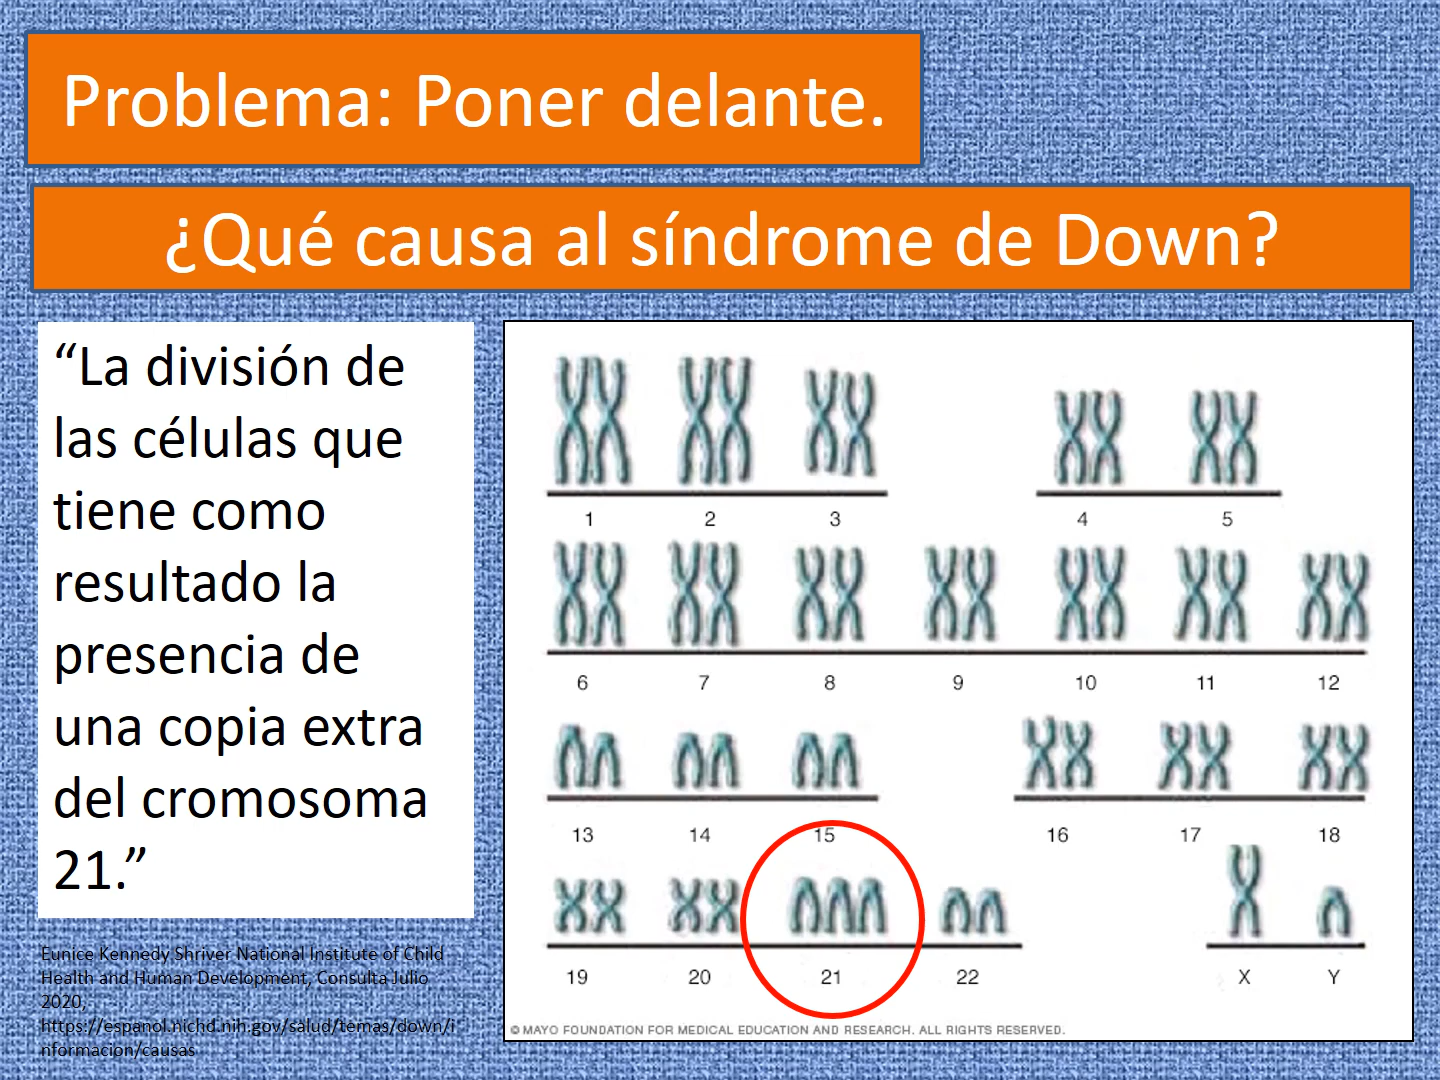 Problema: Poner delante.
¿Qué causa al síndrome de Down?
“La división de
las células que
tiene como
resultado la
presencia de
una copia extra
del cromosoma
21.”
Eunice Kennedy Shriver National Institute of Child
Health and Human Development, Consulta Julio
2020,
https://espanol.nichd.nih.gov/salud/temas/down/i
nformacion/causas
1 2 3 4 5
6 7 8 9 10 11 12
13 14 15 16 17 18
19 20 21 22 X Y
© MAYO FOUNDATION FOR MEDICAL EDUCATION AND RESEARCH. ALL RIGHTS RESERVED.